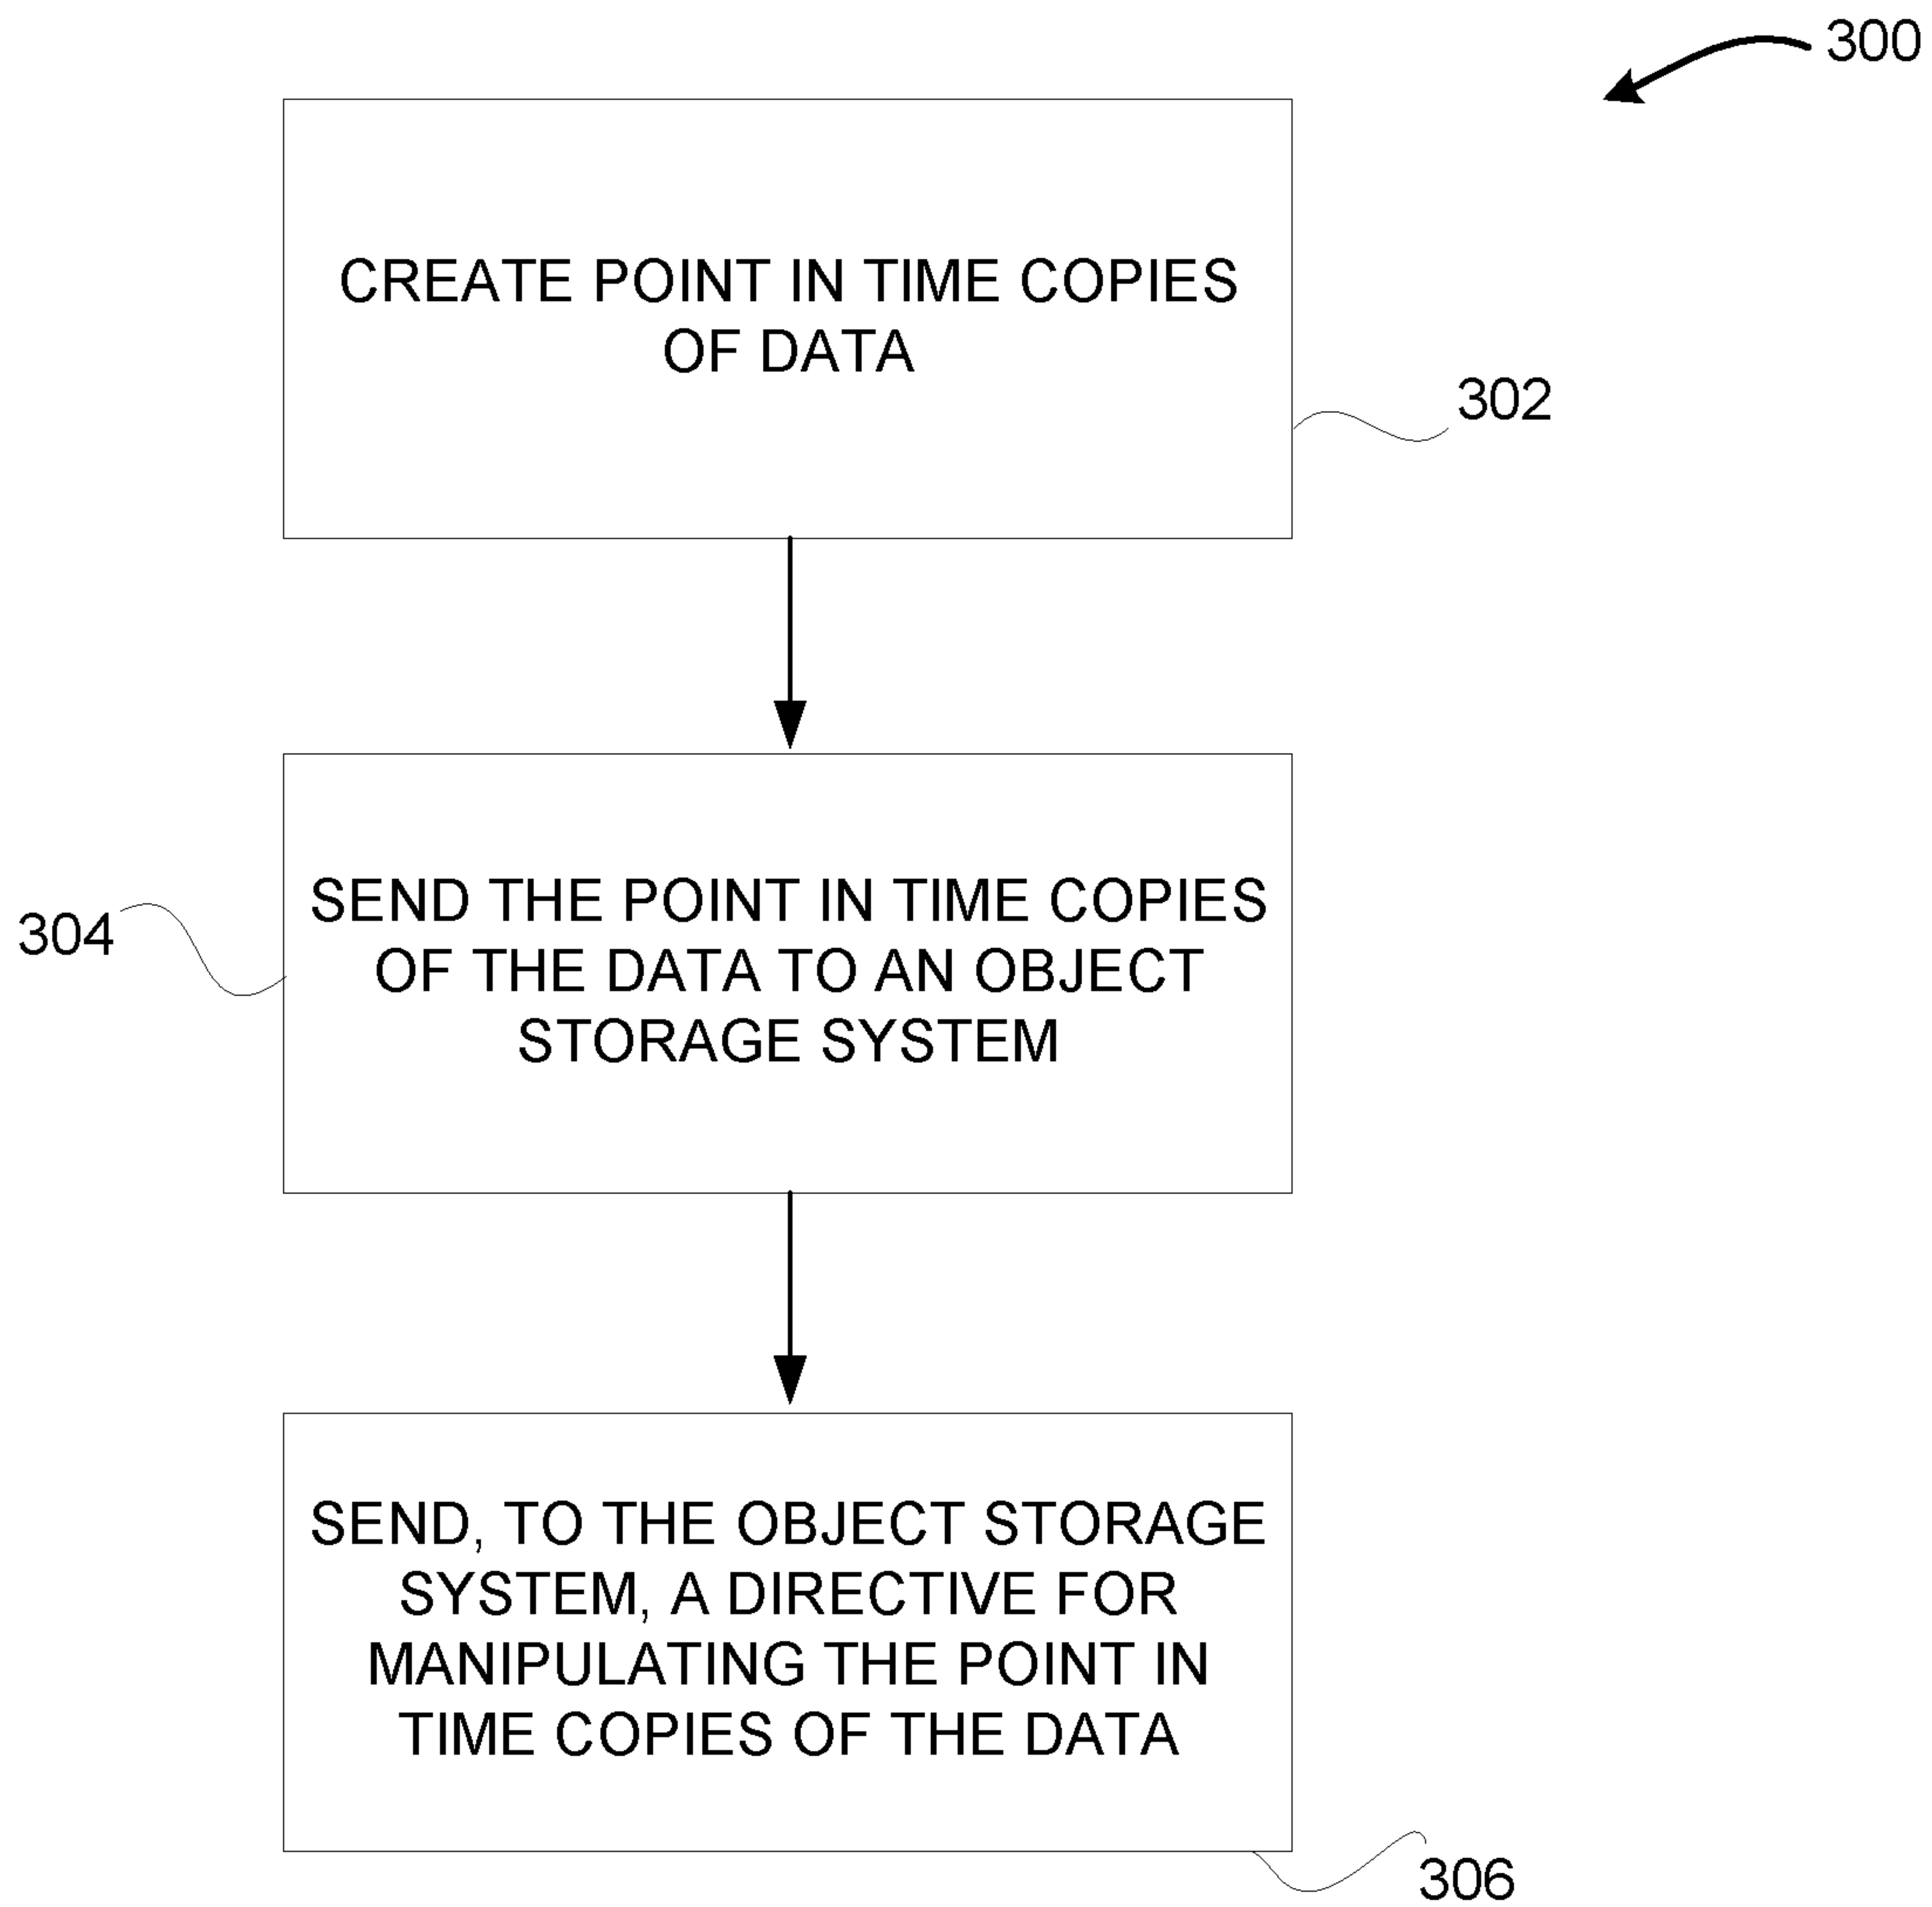 300
CREATE POINT IN TIME COPIES
OF DATA
302
SEND THE POINT IN TIME COPIES
OF THE DATA TO AN OBJECT
STORAGE SYSTEM
304
SEND, TO THE OBJECT STORAGE
SYSTEM, A DIRECTIVE FOR
MANIPULATING THE POINT IN
TIME COPIES OF THE DATA
306